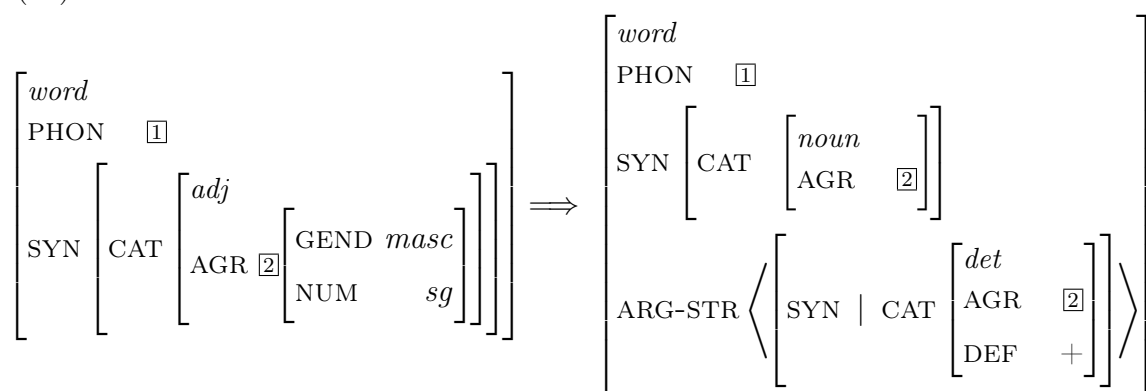 word
PHON 1
SYN CAT adj
AGR 2 GEND masc
NUM sg
⟹
word
PHON 1
SYN CAT noun
AGR 2
ARG-STR ⟨ SYN | CAT det
AGR 2
DEF + ⟩